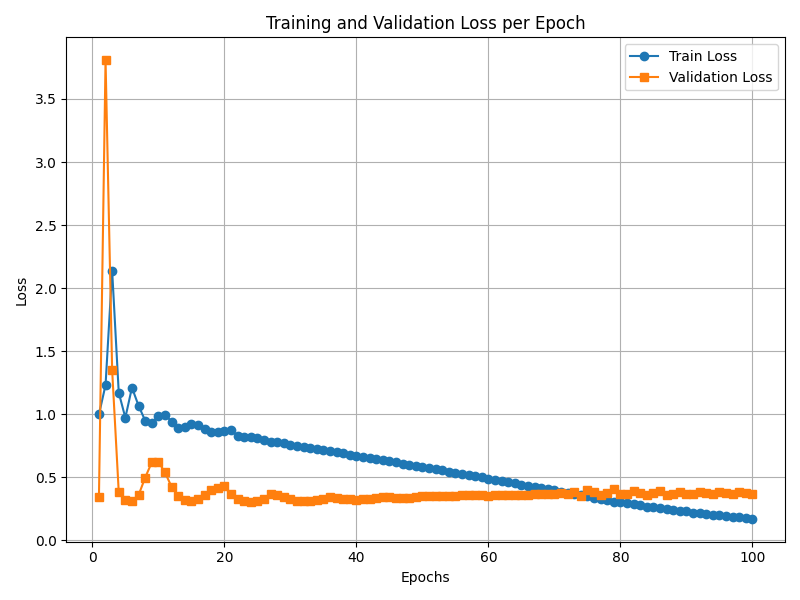 Training and Validation Loss per Epoch
Train Loss
Validation Loss
Loss
3.5
3.0
2.5
2.0
1.5
1.0
0.5
0.0
0 20 40 60 80 100
Epochs